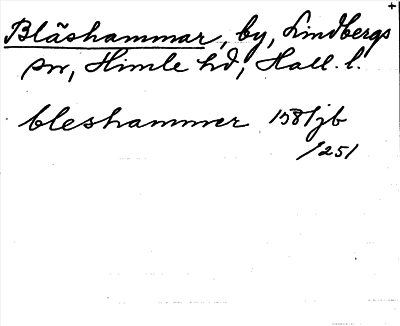 Blåshammar, by, Lindbergs
sn, Himle hd, Hall. l.
bleshammer 1581 jb
/251